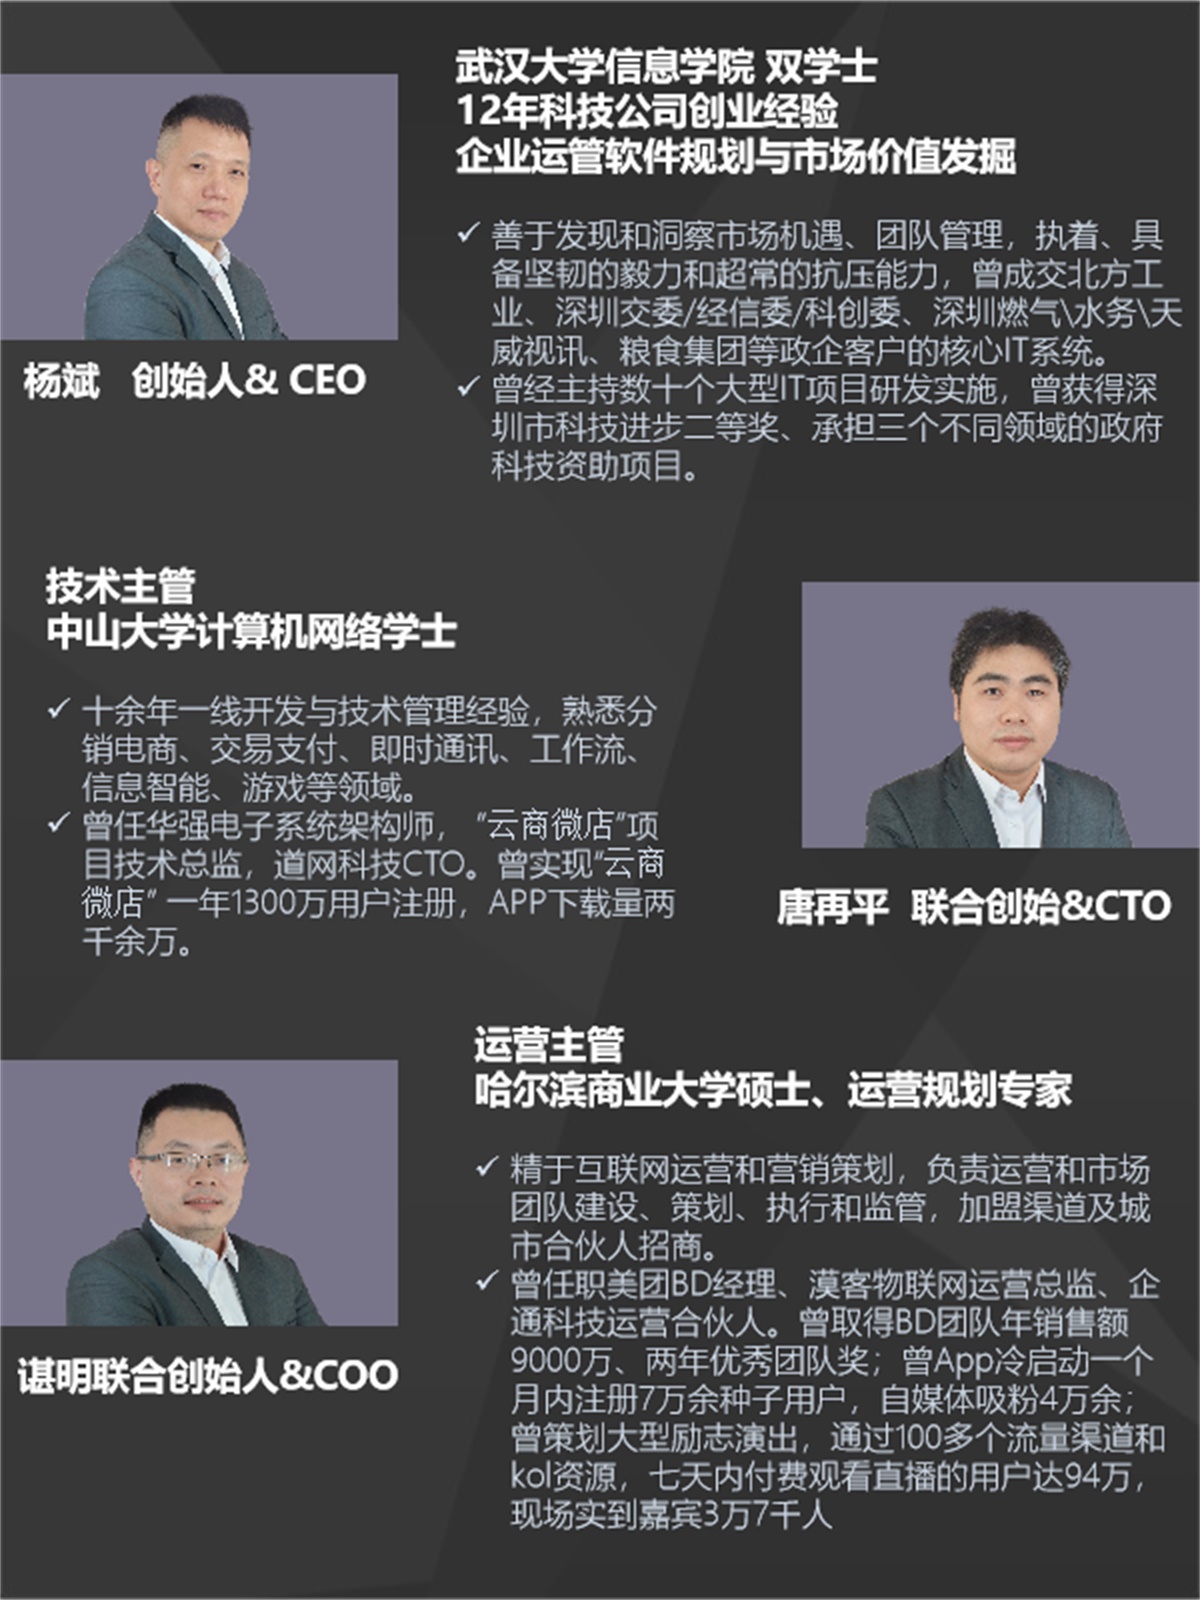 武汉大学信息学院 双学士
12年科技公司创业经验
企业运管软件规划与市场价值发掘
✓ 善于发现和洞察市场机遇、团队管理，执着、具
备坚韧的毅力和超常的抗压能力，曾成交北方工
业、深圳交委/经信委/科创委、深圳燃气\水务\天
威视讯、粮食集团等政企客户的核心IT系统。
✓ 曾经主持数十个大型IT项目研发实施，曾获得深
圳市科技进步二等奖、承担三个不同领域的政府
科技资助项目。
杨斌 创始人& CEO
技术主管
中山大学计算机网络学士
✓ 十余年一线开发与技术管理经验，熟悉分
销电商、交易支付、即时通讯、工作流、
信息智能、游戏等领域。
✓ 曾任华强电子系统架构师，“云商微店”项
目技术总监，道网科技CTO。曾实现“云商
微店” 一年1300万用户注册，APP下载量两
千余万。
唐再平 联合创始&CTO
运营主管
哈尔滨商业大学硕士、运营规划专家
✓ 精于互联网运营和营销策划，负责运营和市场
团队建设、策划、执行和监管，加盟渠道及城
市合伙人招商。
✓ 曾任职美团BD经理、漠客物联网运营总监、企
通科技运营合伙人。曾取得BD团队年销售额
9000万、两年优秀团队奖；曾App冷启动一个
月内注册7万余种子用户，自媒体吸粉4万余；
曾策划大型励志演出，通过100多个流量渠道和
kol资源，七天内付费观看直播的用户达94万，
现场实到嘉宾3万7千人
谌明联合创始人&COO